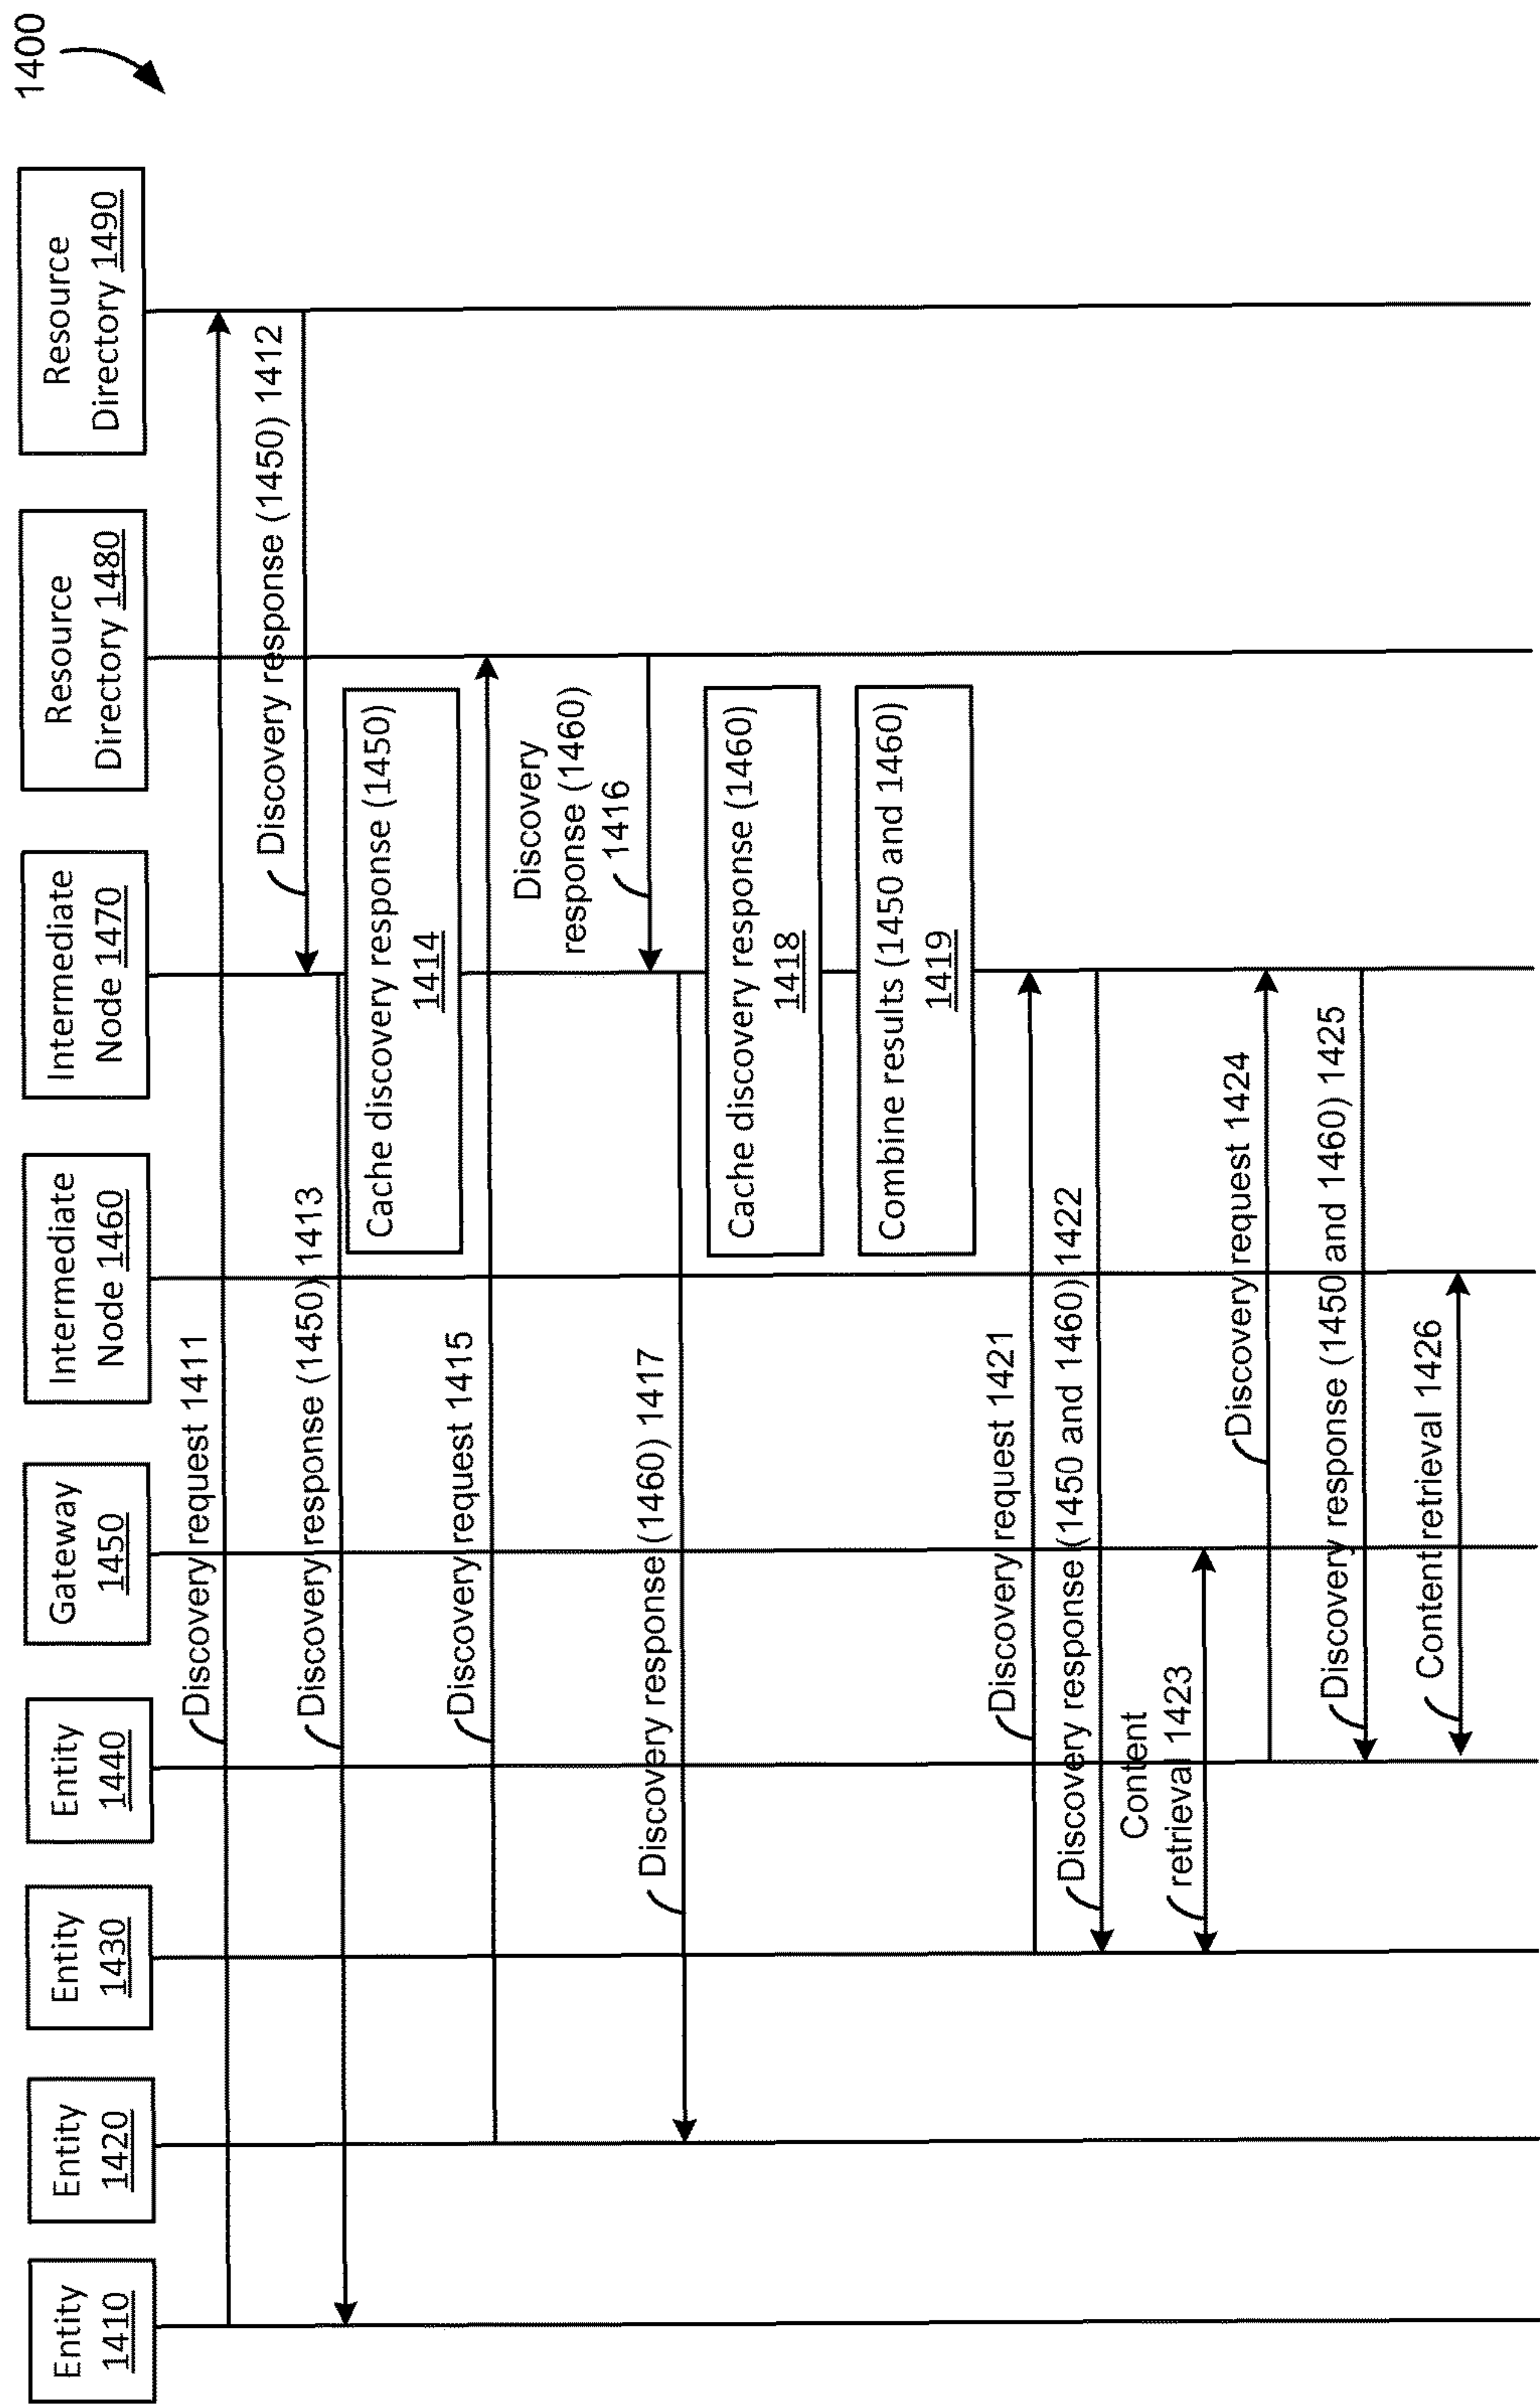 1400
Entity
1410
Entity
1420
Entity
1430
Entity
1440
Gateway
1450
Intermediate
Node 1460
Intermediate
Node 1470
Resource
Directory 1480
Resource
Directory 1490
Discovery request 1411
Discovery response (1450) 1412
Discovery response (1450) 1413
Cache discovery response (1450)
1414
Discovery request 1415
Discovery
response (1460)
1416
Discovery response (1460) 1417
Cache discovery response (1460)
1418
Combine results (1450 and 1460)
1419
Discovery request 1421
Discovery response (1450 and 1460) 1422
Content
retrieval 1423
Discovery request 1424
Discovery response (1450 and 1460) 1425
Content retrieval 1426